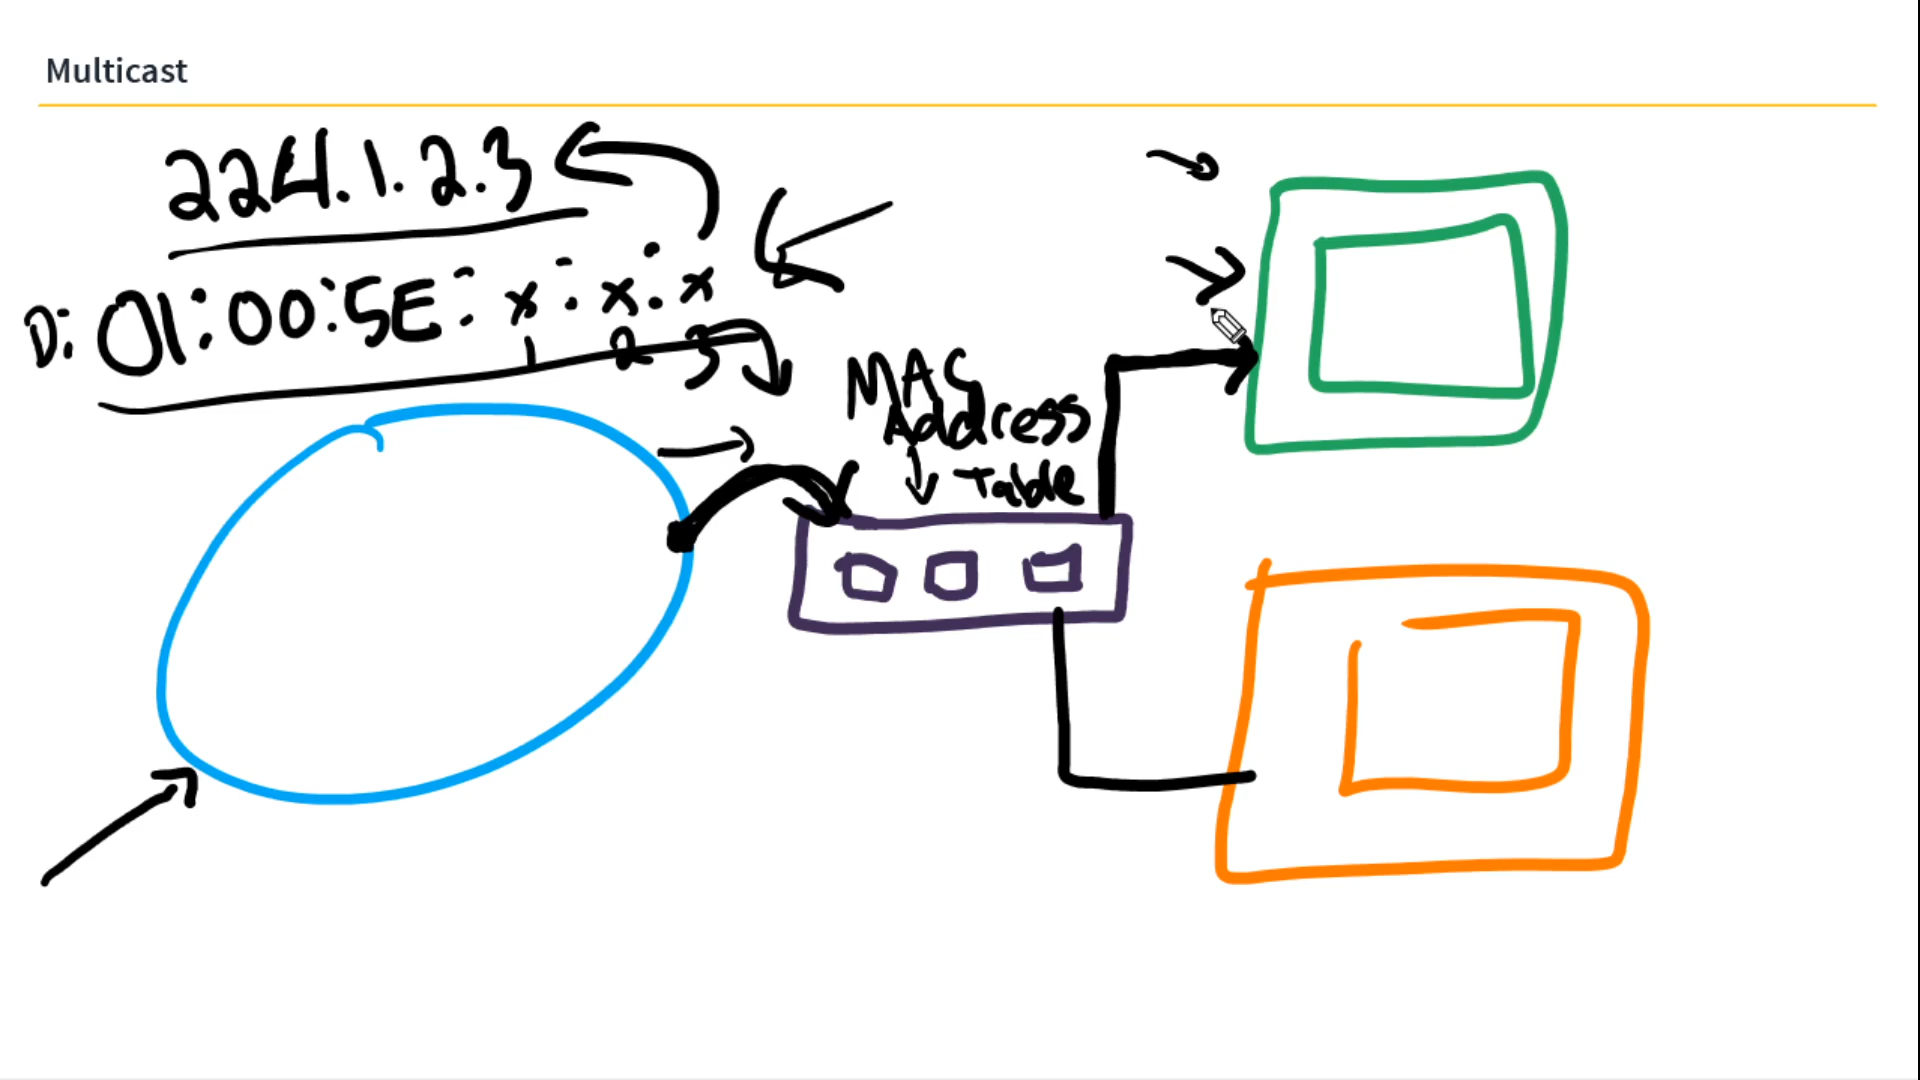 Multicast
224.1.2.3
D: 01:00:5E:x:x:x
1 2 3
MAC
Address
Table